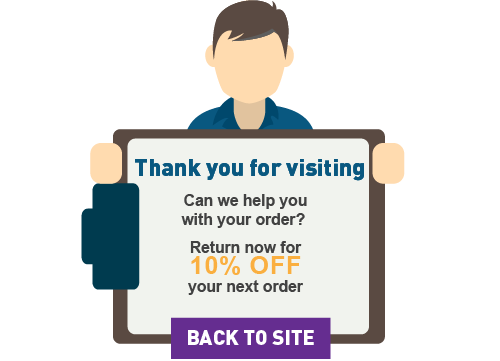 Thank you for visiting
Can we help you
with your order?
Return now for
10% OFF
your next order
BACK TO SITE